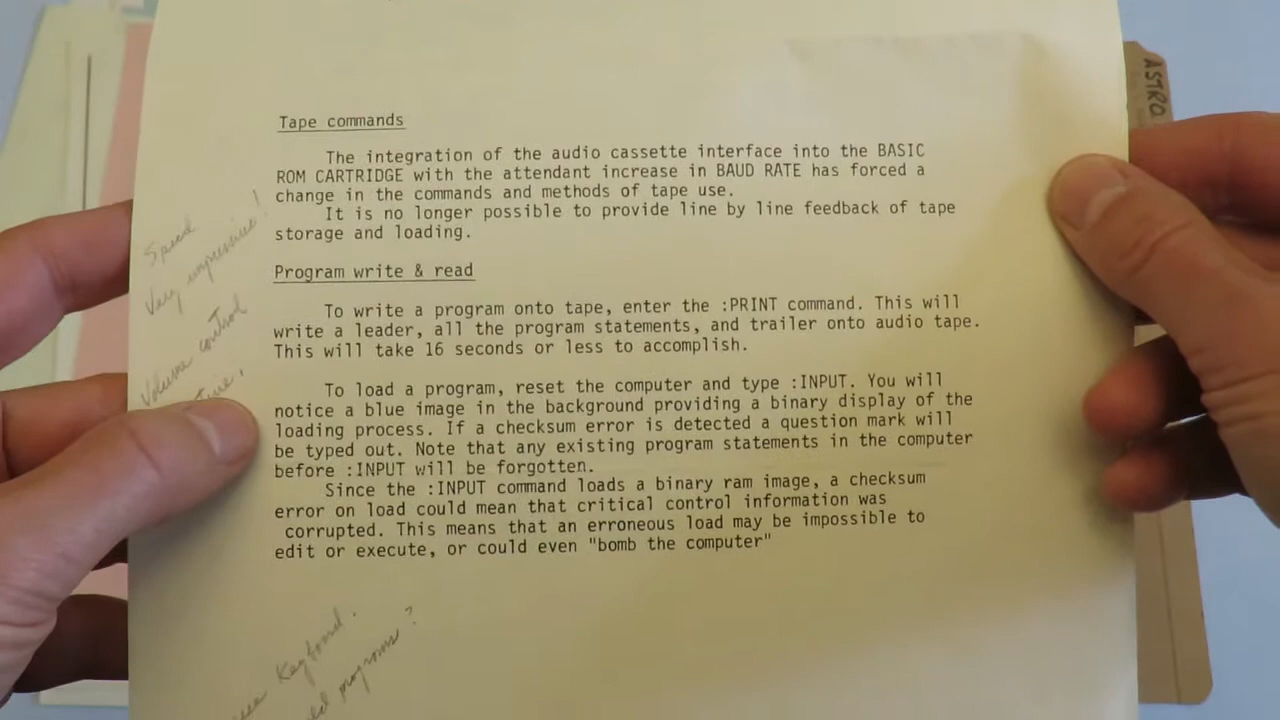 ASTRO
Tape commands
The integration of the audio cassette interface into the BASIC
ROM CARTRIDGE with the attendant increase in BAUD RATE has forced a
change in the commands and methods of tape use.
It is no longer possible to provide line by line feedback of tape
storage and loading.
Speed
Very impressive!
Program write & read
To write a program onto tape, enter the :PRINT command. This will
write a leader, all the program statements, and trailer onto audio tape.
This will take 16 seconds or less to accomplish.
Volume control
To load a program, reset the computer and type :INPUT. You will
notice a blue image in the background providing a binary display of the
loading process. If a checksum error is detected a question mark will
be typed out. Note that any existing program statements in the computer
before :INPUT will be forgotten.
Since the :INPUT command loads a binary ram image, a checksum
error on load could mean that critical control information was
corrupted. This means that an erroneous load may be impossible to
edit or execute, or could even "bomb the computer"
Keyboard.
programs?